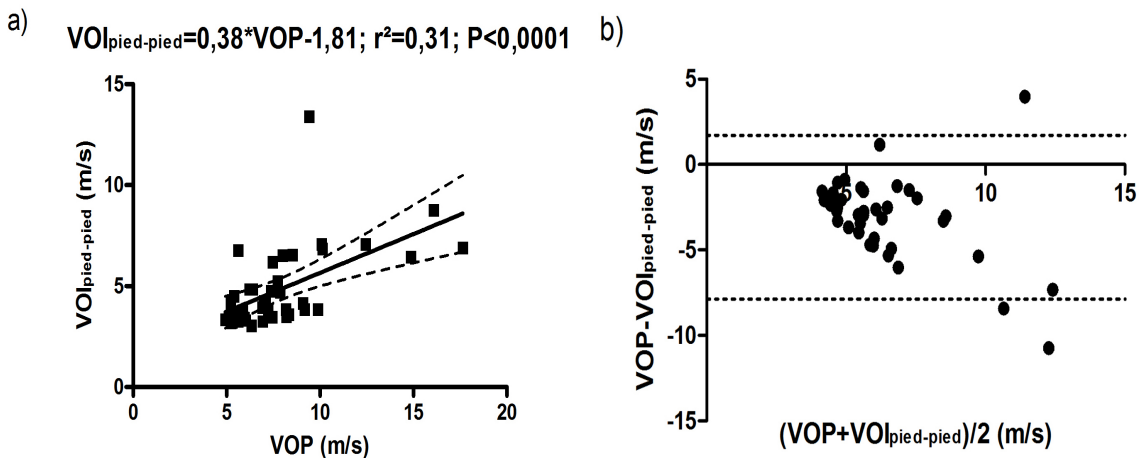 a)
VOIpied-pied=0,38*VOP-1,81; r²=0,31; P<0,0001
15
10
5
0
VOIpied-pied (m/s)
0 5 10 15 20
VOP (m/s)
b)
5
0
-5
-10
-15
VOP-VOIpied-pied (m/s)
5 10 15
(VOP+VOIpied-pied)/2 (m/s)